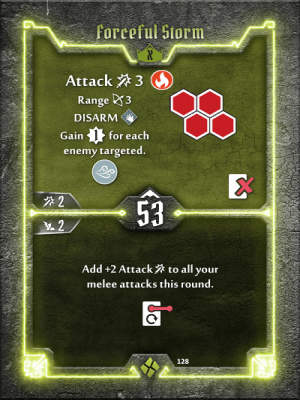 Forceful Storm
X
Attack 3
Range 3
DISARM
Gain 1 for each
enemy targeted.
2
53
2
Add +2 Attack to all your
melee attacks this round.
128